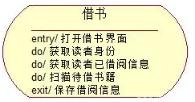 借书
entry/ 打开借书界面
do/ 获取读者身份
do/ 获取读者已借阅信息
do/ 扫描待借书籍
exit/ 保存借阅信息